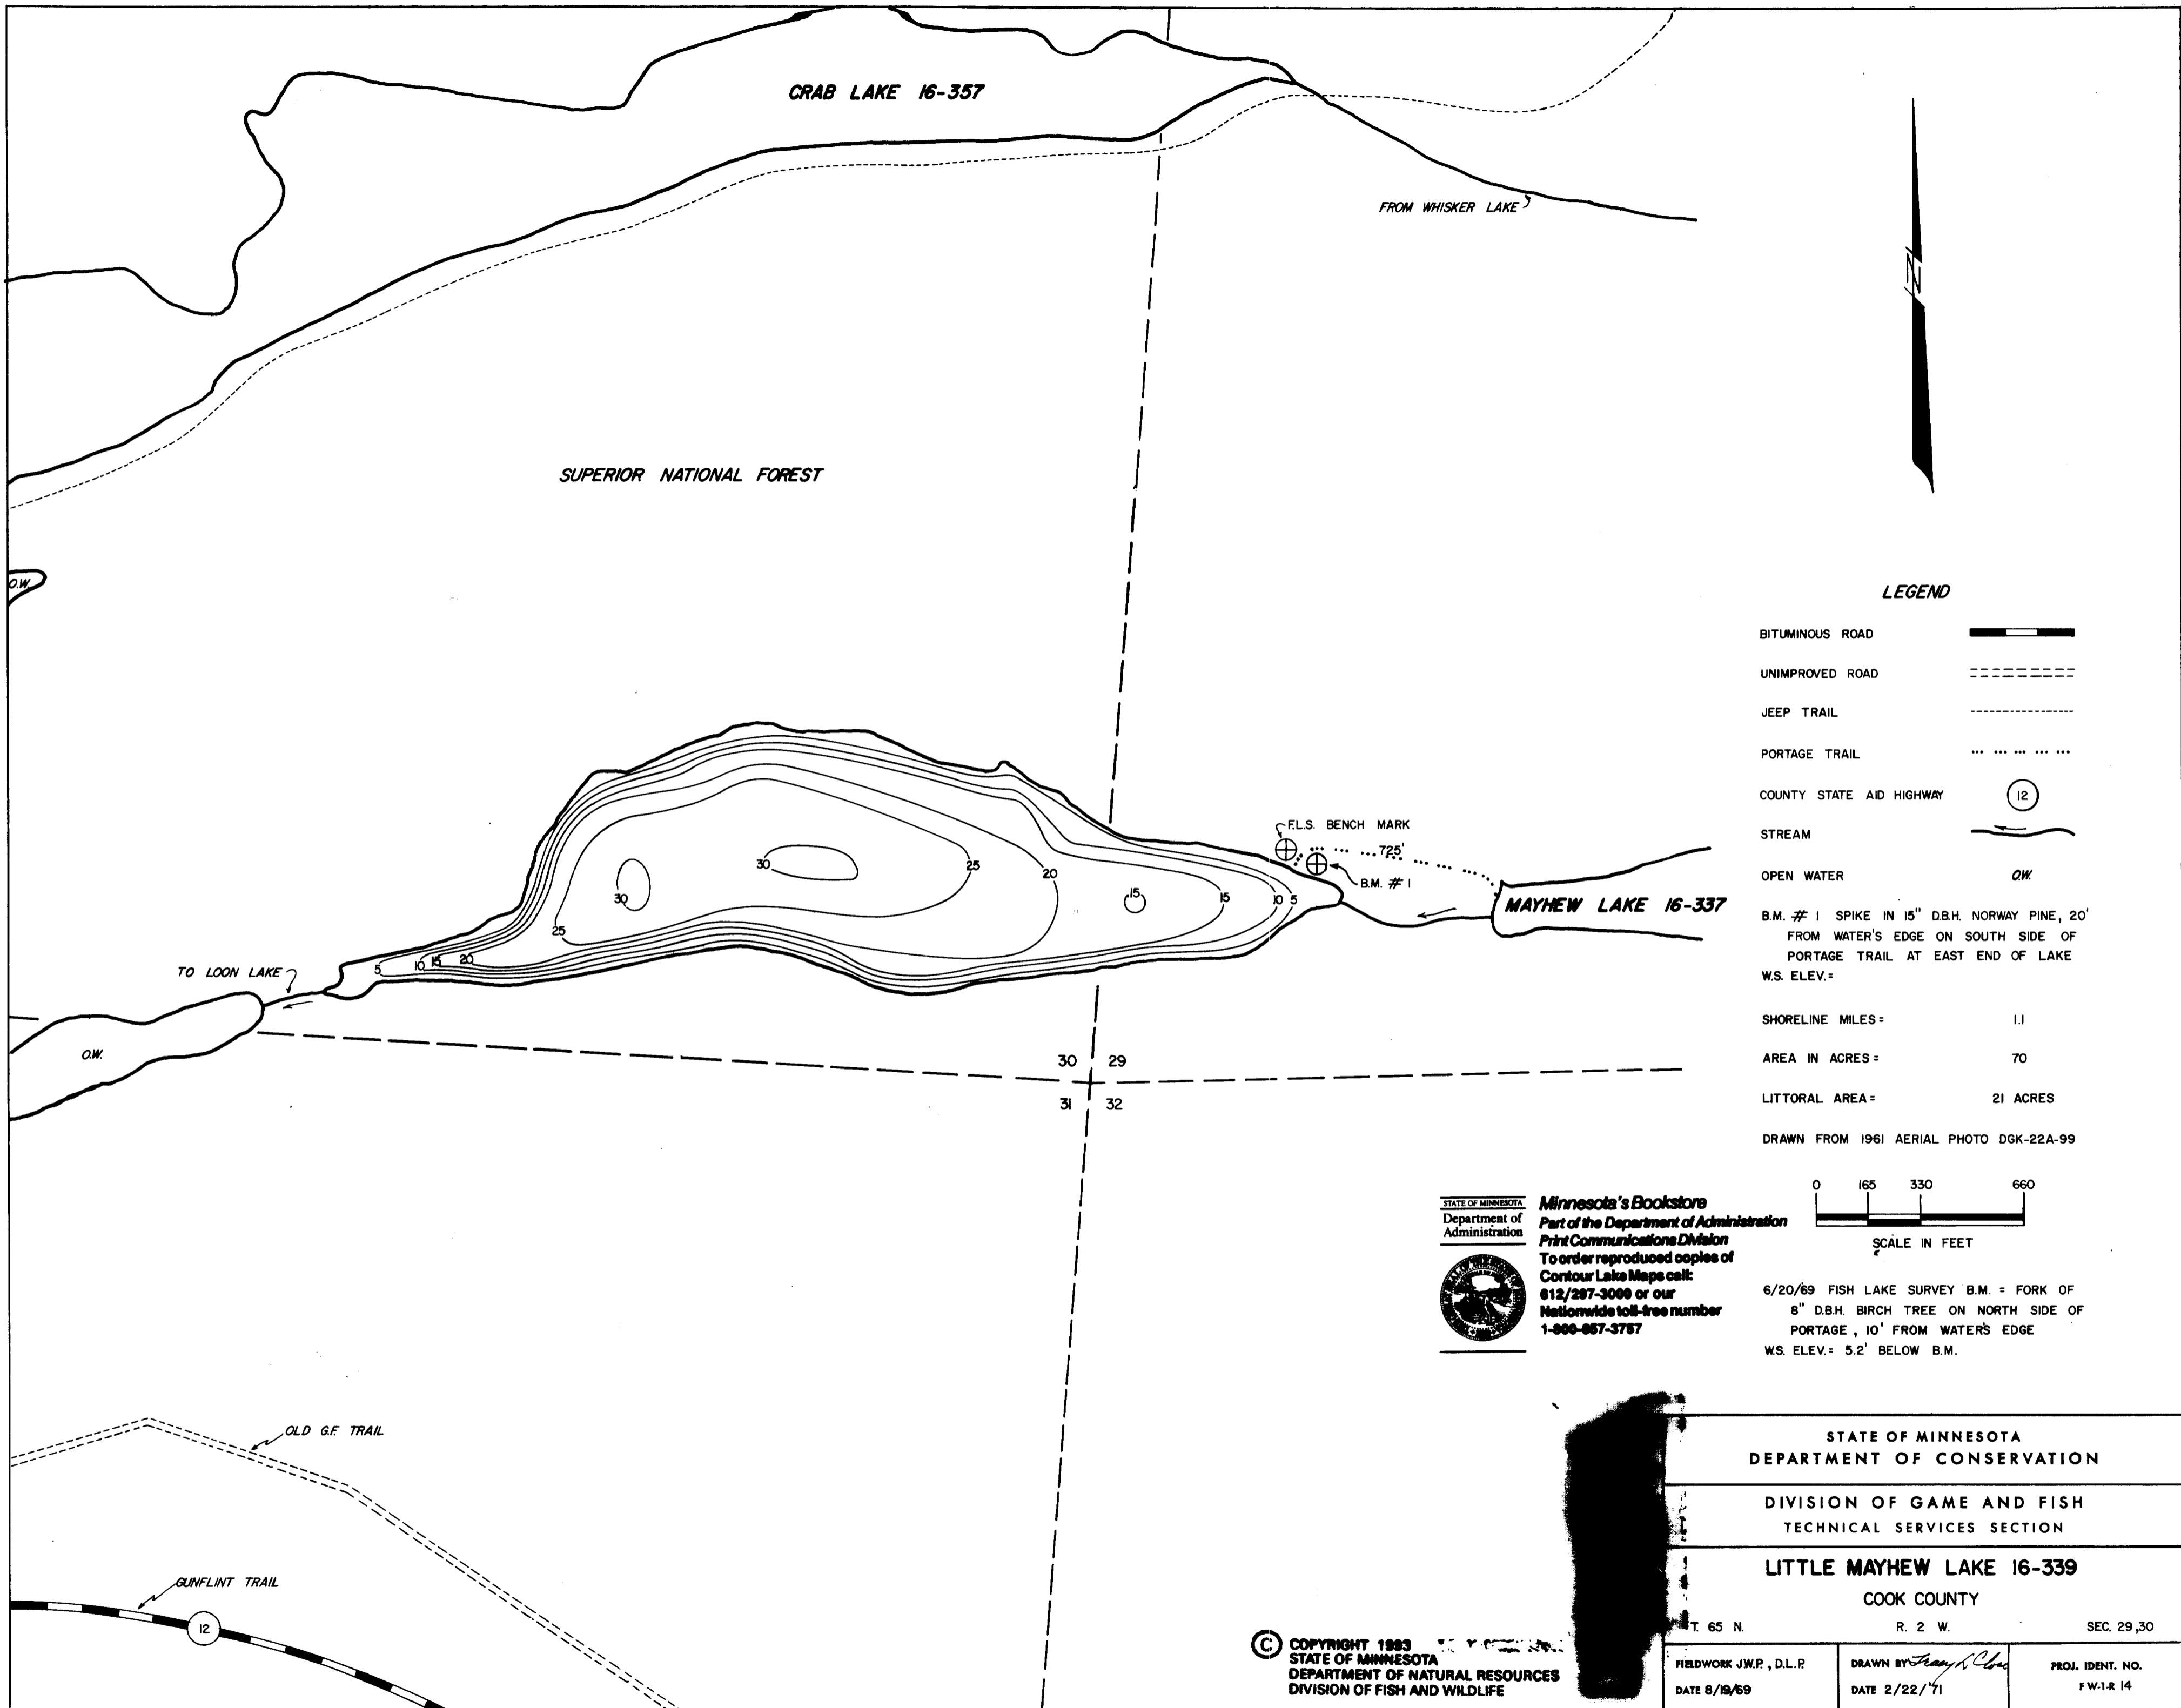 CRAB LAKE 16-357
FROM WHISKER LAKE
N
SUPERIOR NATIONAL FOREST
O.W.
LEGEND
BITUMINOUS ROAD
UNIMPROVED ROAD
JEEP TRAIL
PORTAGE TRAIL
COUNTY STATE AID HIGHWAY 12
STREAM
OPEN WATER O.W.
B.M. # 1 SPIKE IN 15" D.B.H. NORWAY PINE, 20'
FROM WATER'S EDGE ON SOUTH SIDE OF
PORTAGE TRAIL AT EAST END OF LAKE
W.S. ELEV.=
SHORELINE MILES= 1.1
AREA IN ACRES= 70
LITTORAL AREA= 21 ACRES
DRAWN FROM 1961 AERIAL PHOTO DGK-22A-99
F.L.S. BENCH MARK
725'
B.M. # 1
MAYHEW LAKE 16-337
30
25
20
30
15
15
10 5
25
5
10 15 20
TO LOON LAKE
O.W.
30 29
31 32
0 165 330 660
SCALE IN FEET
STATE OF MINNESOTA
Department of
Administration
Minnesota's Bookstore
Part of the Department of Administration
Print Communications Division
To order reproduced copies of
Contour Lake Maps call:
612/297-3000 or our
Nationwide toll-free number
1-800-657-3757
6/20/69 FISH LAKE SURVEY B.M. = FORK OF
8" D.B.H. BIRCH TREE ON NORTH SIDE OF
PORTAGE , 10' FROM WATER'S EDGE
W.S. ELEV.= 5.2' BELOW B.M.
OLD G.F. TRAIL
GUNFLINT TRAIL
12
STATE OF MINNESOTA
DEPARTMENT OF CONSERVATION
DIVISION OF GAME AND FISH
TECHNICAL SERVICES SECTION
LITTLE MAYHEW LAKE 16-339
COOK COUNTY
T. 65 N. R. 2 W. SEC. 29,30
FIELDWORK J.W.P. , D.L.P.
DATE 8/19/69
DRAWN BY Tracy L Close
DATE 2/22/'71
PROJ. IDENT. NO.
FW-1-R 14
© COPYRIGHT 1993
STATE OF MINNESOTA
DEPARTMENT OF NATURAL RESOURCES
DIVISION OF FISH AND WILDLIFE